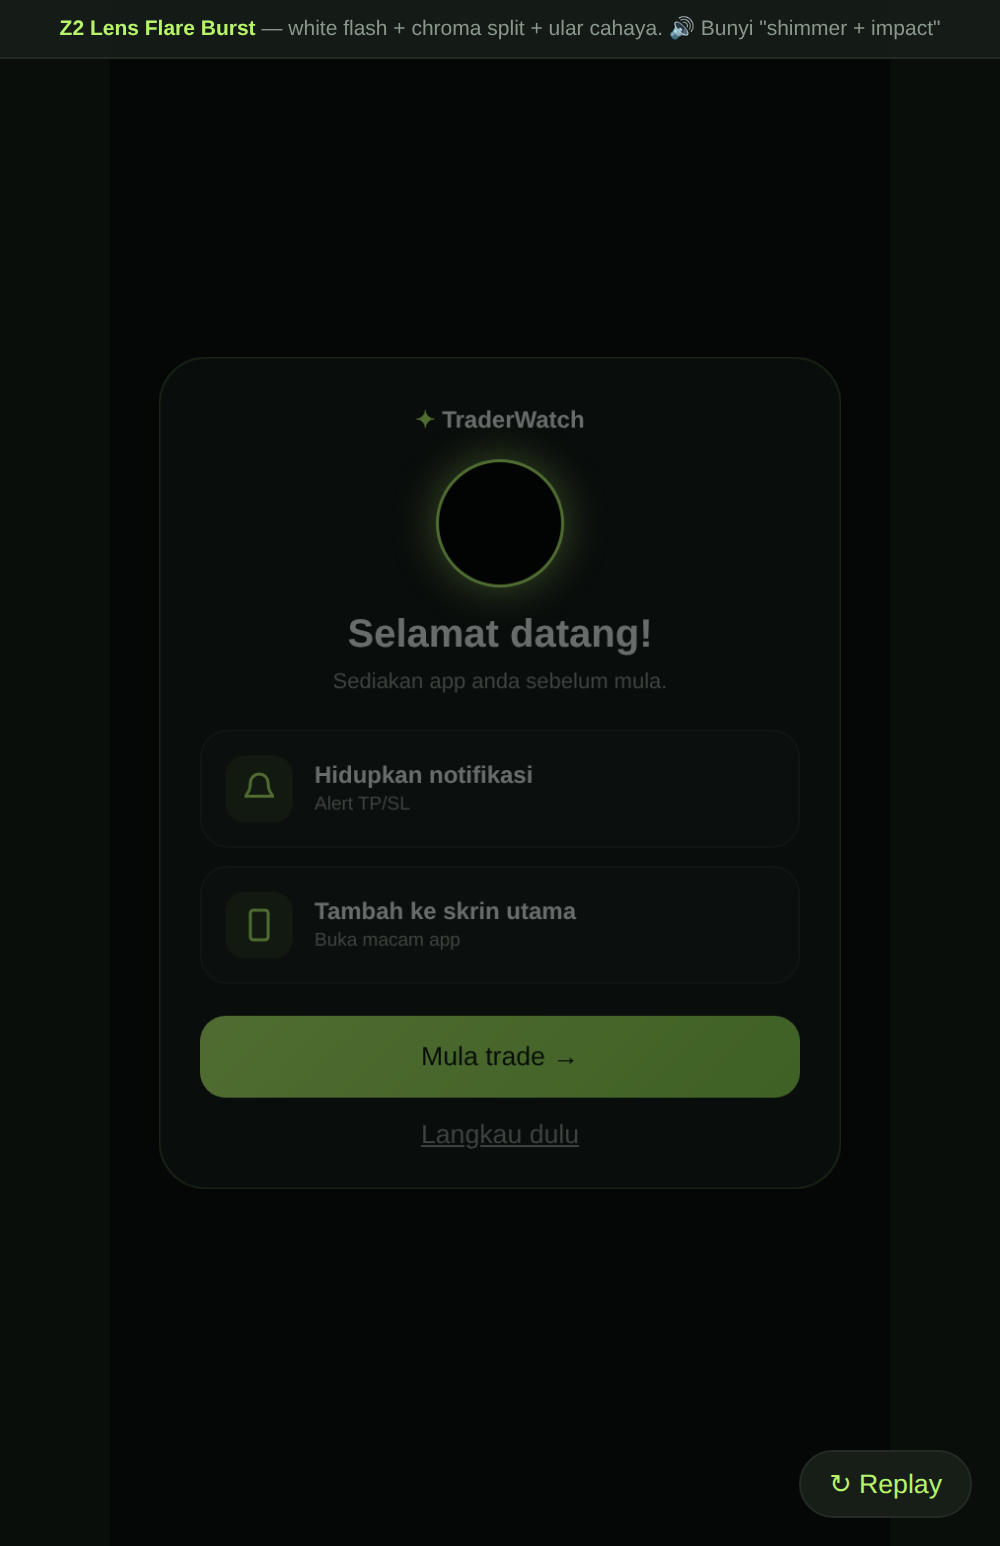 Z2 Lens Flare Burst — white flash + chroma split + ular cahaya. 🔊 Bunyi "shimmer + impact"
✦ TraderWatch
Selamat datang!
Sediakan app anda sebelum mula.
Hidupkan notifikasi
Alert TP/SL
Tambah ke skrin utama
Buka macam app
Mula trade →
Langkau dulu
↻ Replay